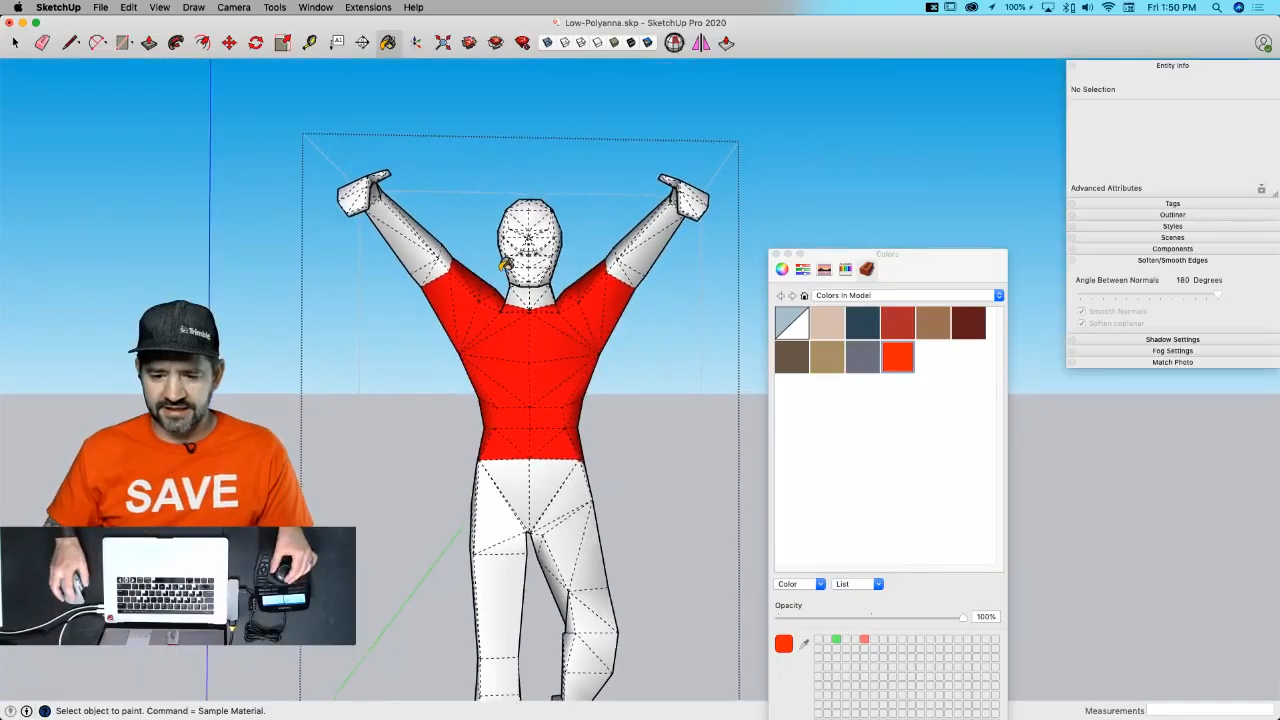 SketchUp File Edit View Draw Camera Tools Window Extensions Help 100% Fri 1:50 PM
Low-Polyanna.skp - SketchUp Pro 2020
Entity Info
No Selection
Advanced Attributes
Tags
Outliner
Styles
Scenes
Components
Soften/Smooth Edges
Angle Between Normals 180 Degrees
Smooth Normals
Soften coplanar
Shadow Settings
Fog Settings
Match Photo
Colors
Colors In Model
Color List
Opacity
100%
Trimble
SAVE
Select object to paint. Command = Sample Material.
Measurements